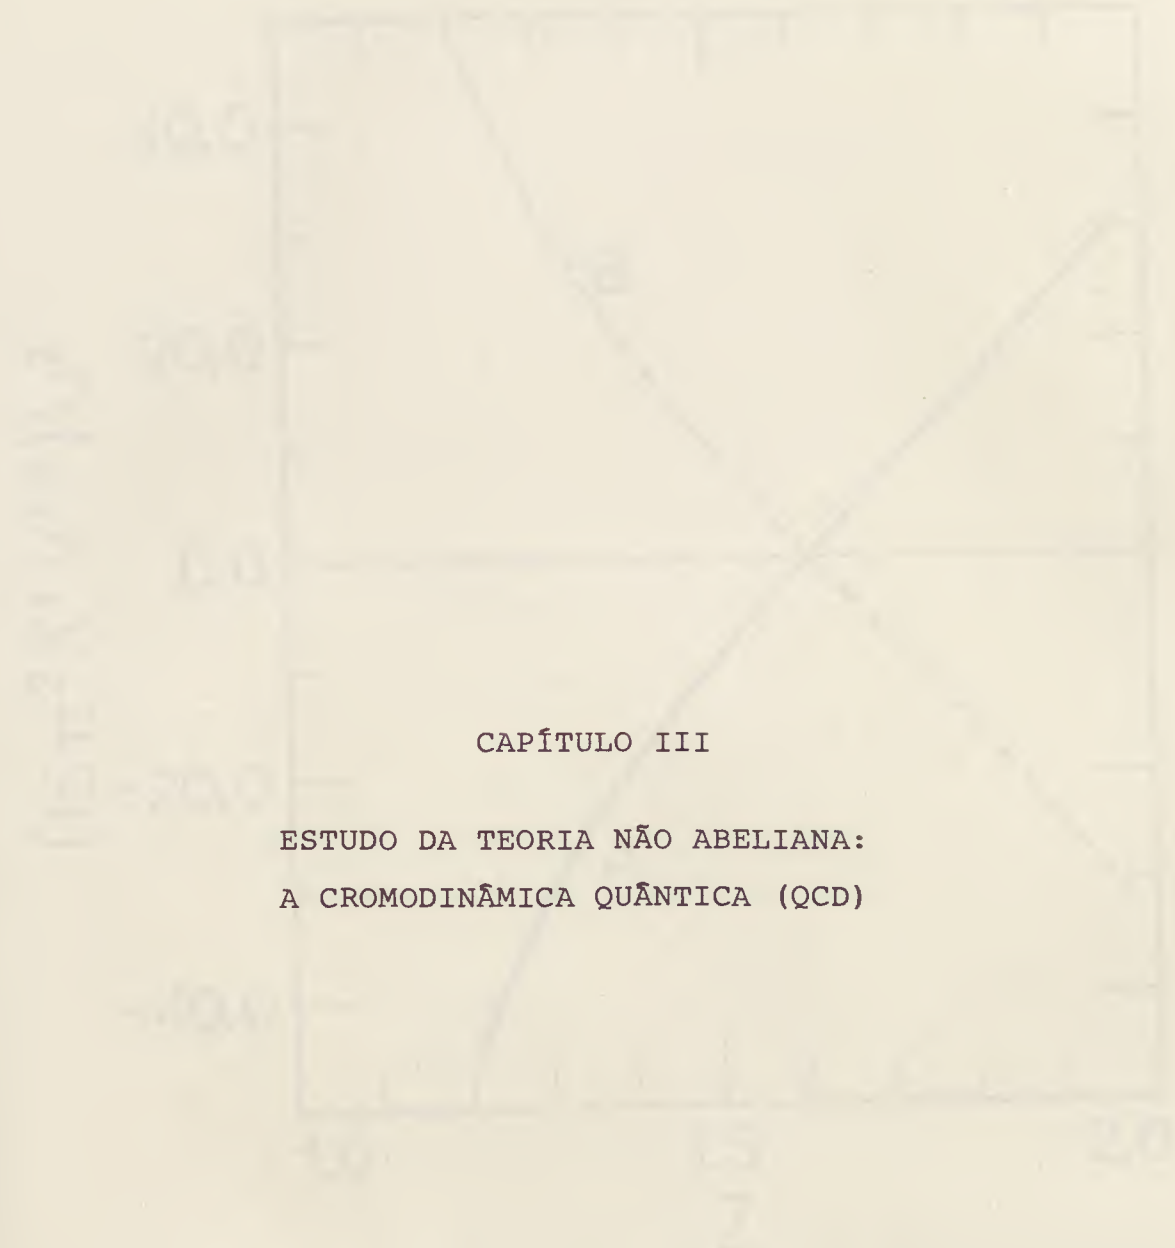 CAPÍTULO III
ESTUDO DA TEORIA NÃO ABELIANA:
A CROMODINÂMICA QUÂNTICA (QCD)